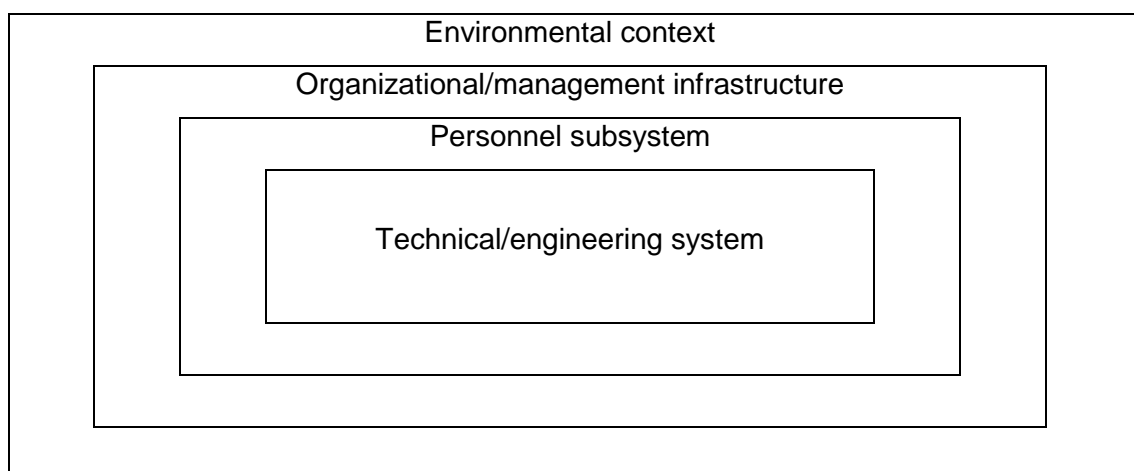 Environmental context
Organizational/management infrastructure
Personnel subsystem
Technical/engineering system